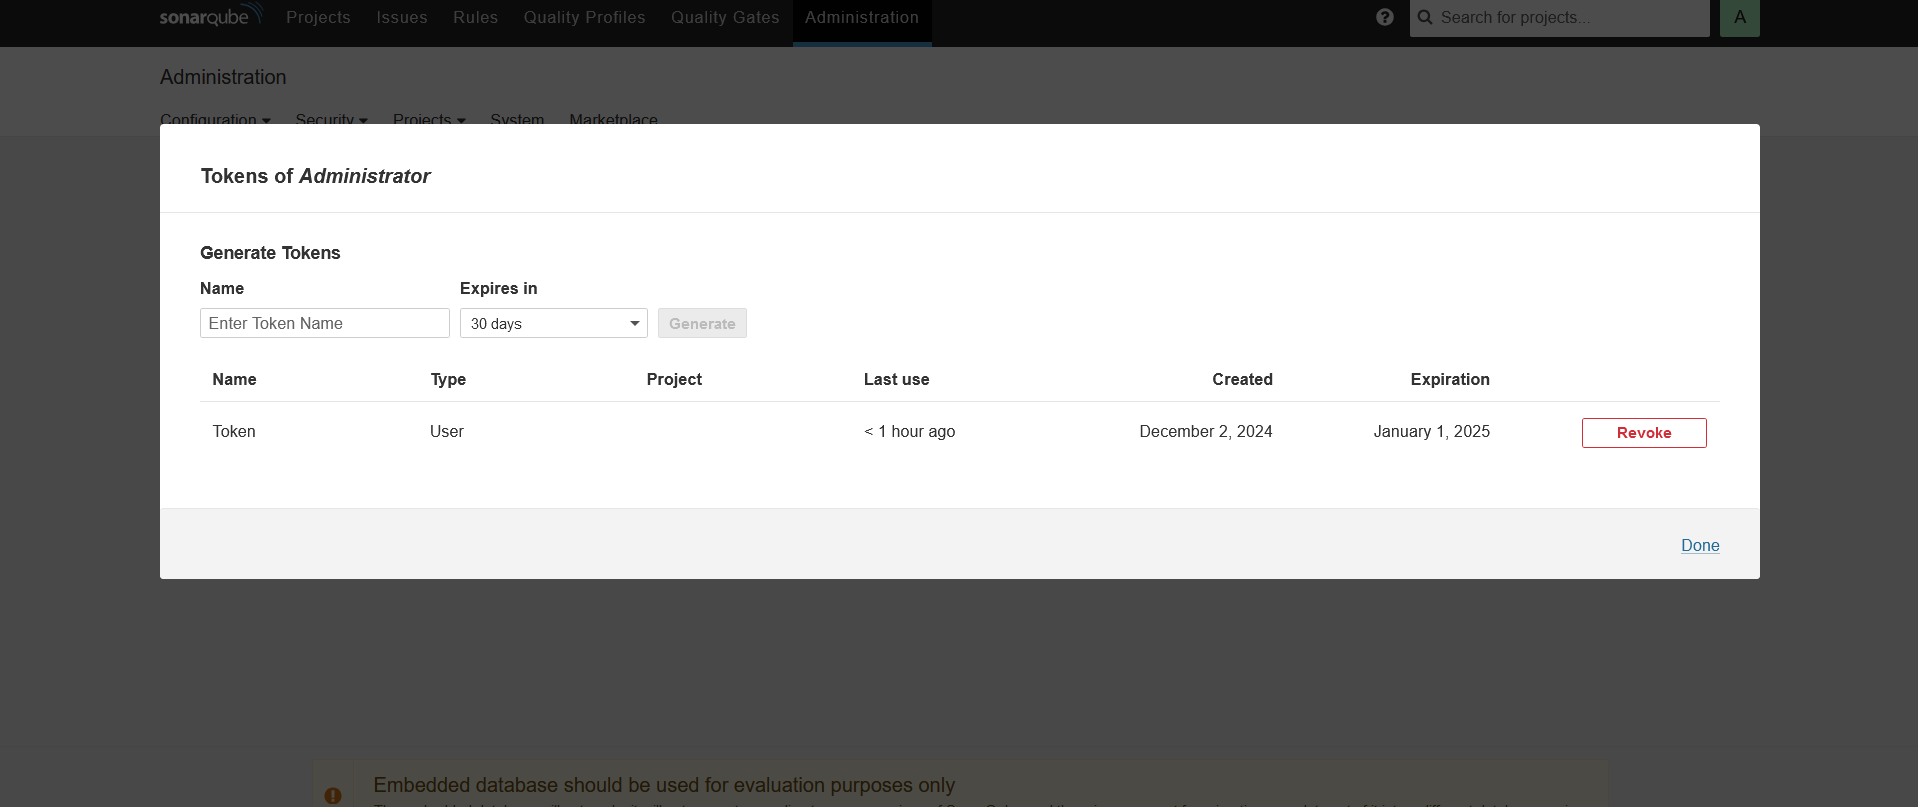 sonarqube Projects Issues Rules Quality Profiles Quality Gates Administration ? Search for projects... A
Administration
Configuration Security Projects System Marketplace
Tokens of Administrator
Generate Tokens
Name Expires in
Enter Token Name 30 days Generate
Name Type Project Last use Created Expiration
Token User < 1 hour ago December 2, 2024 January 1, 2025 Revoke
Done
Embedded database should be used for evaluation purposes only